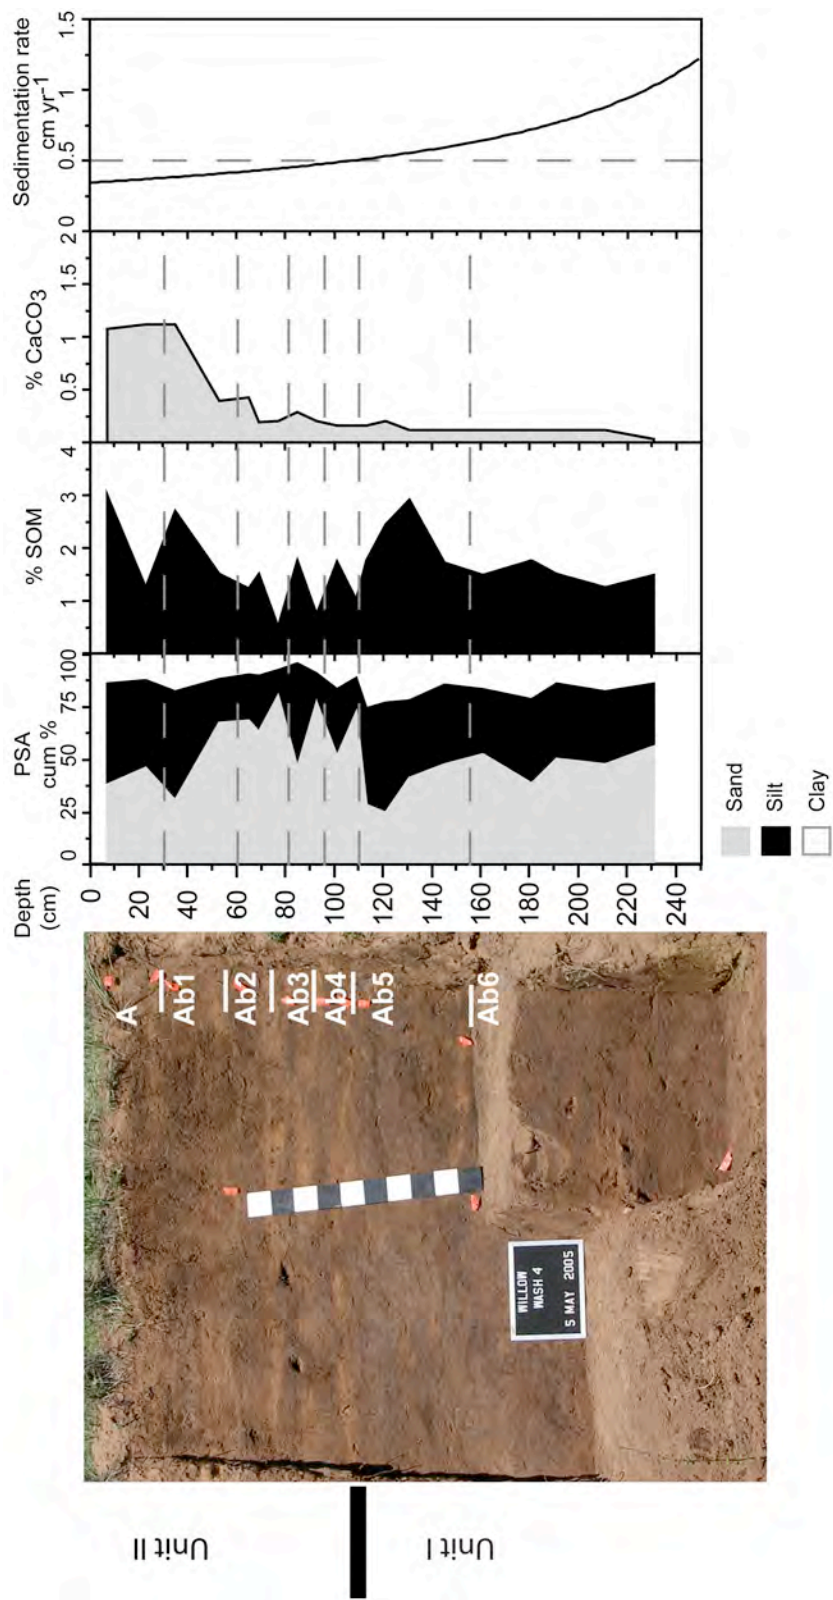 Unit II
Unit I
A
Ab1
Ab2
Ab3
Ab4
Ab5
Ab6
WILLOW
WASH 4
5 MAY 2005
Depth
(cm)
0
20
40
60
80
100
120
140
160
180
200
220
240
PSA
cum %
0
25
50
75
100
% SOM
1
2
3
4
% CaCO3
0.5
1
1.5
2
Sedimentation rate
cm yr-1
0
0.5
1
1.5
Sand
Silt
Clay